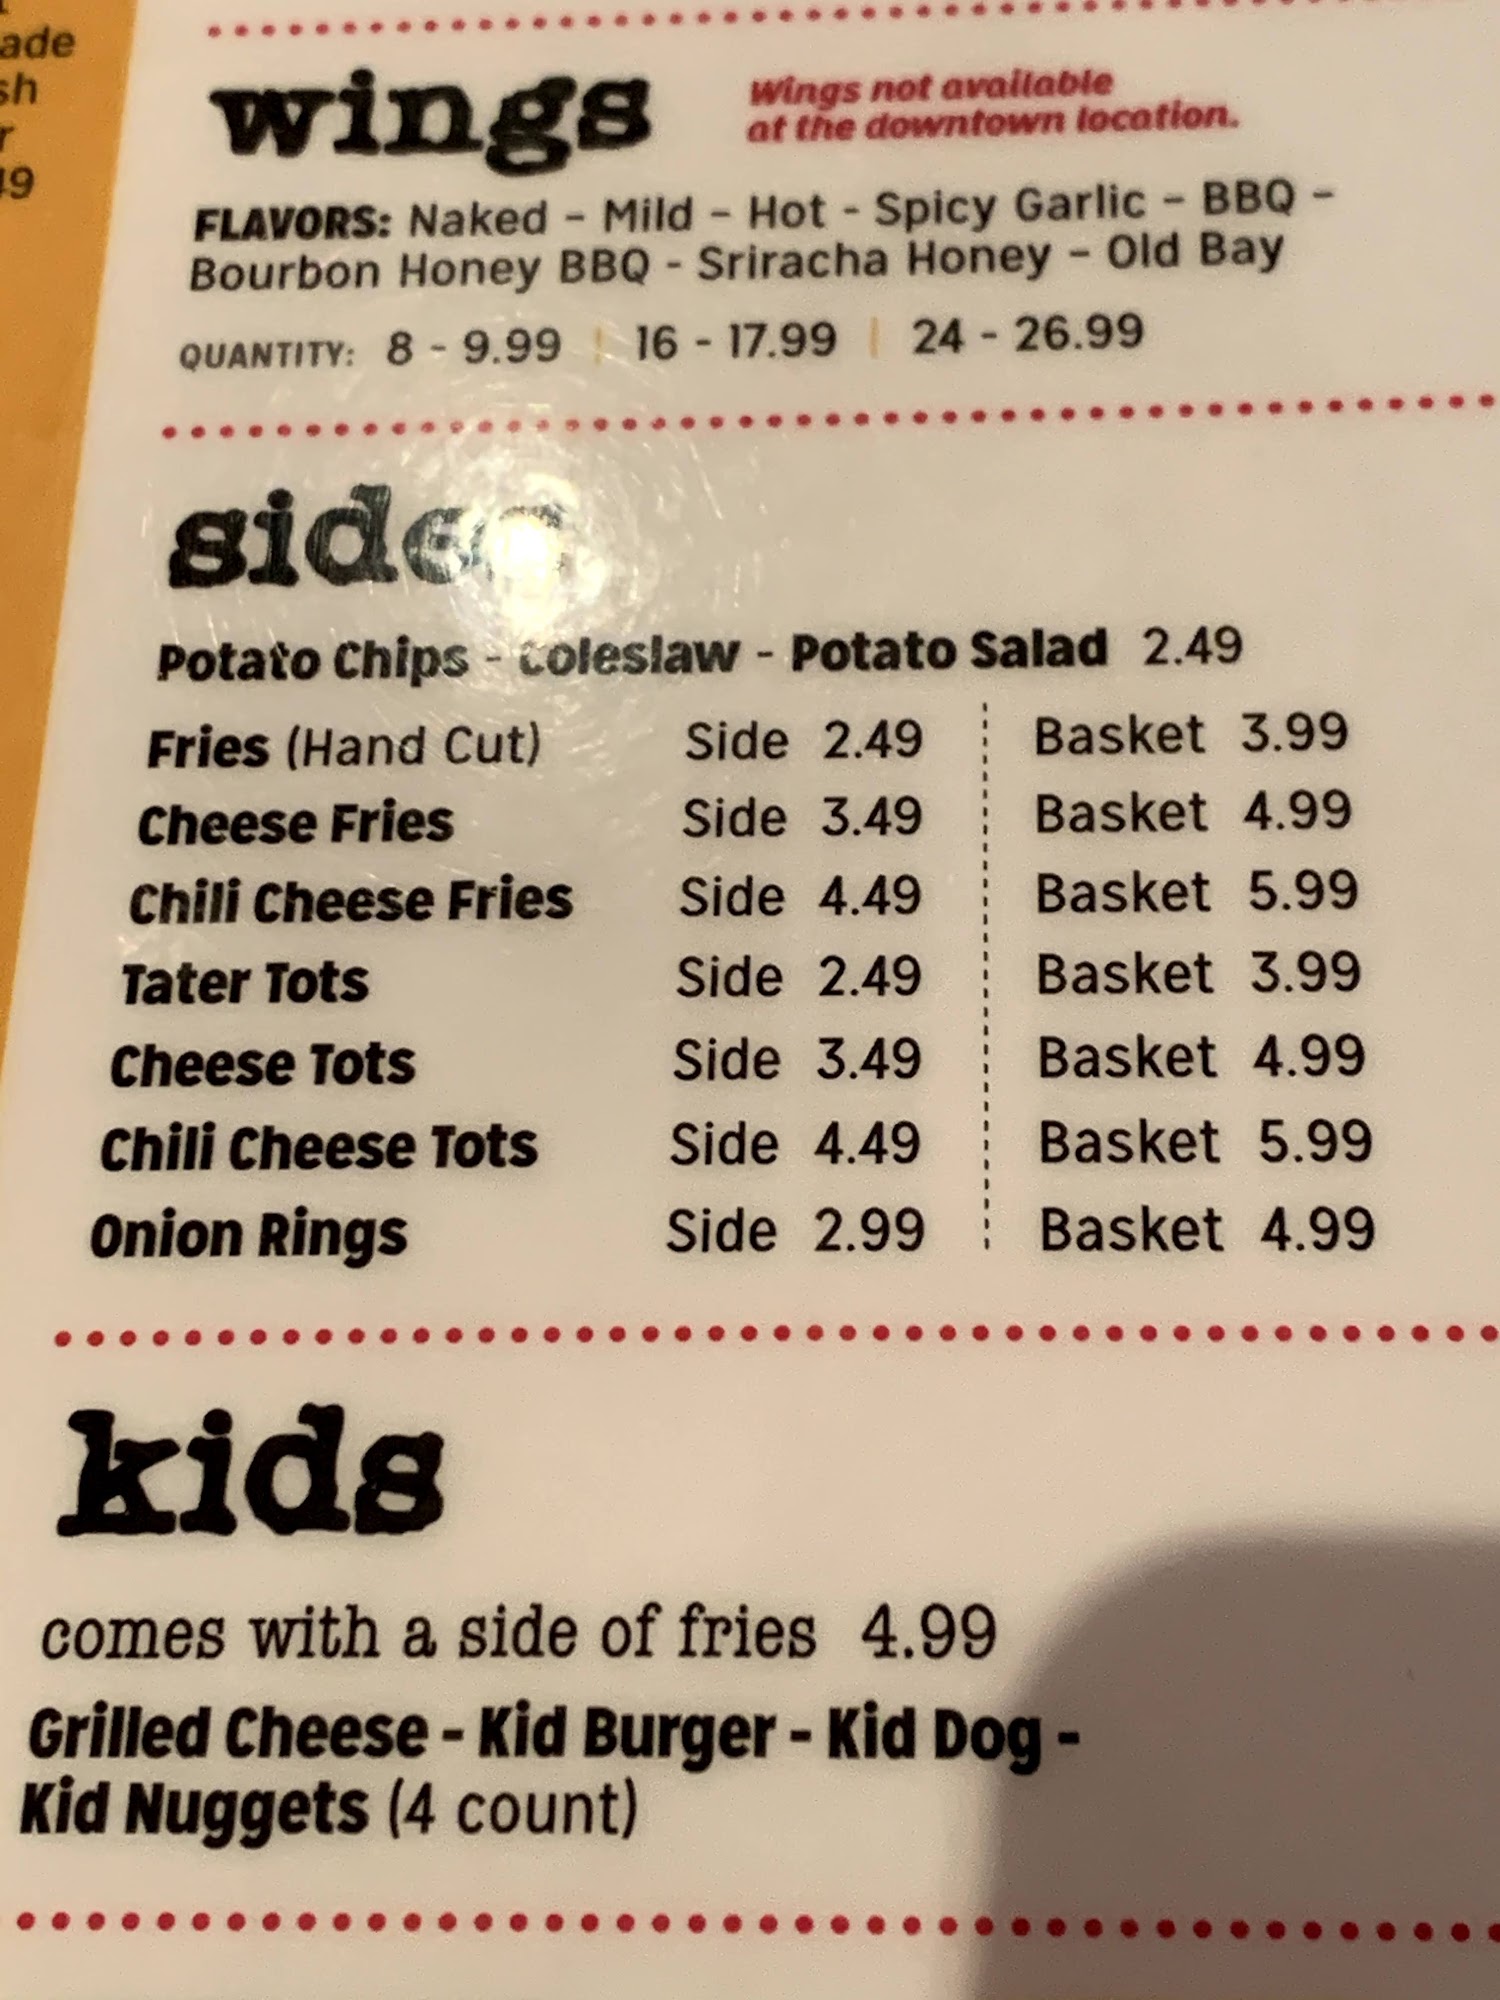 ade
sh
r
49
wings
Wings not available
at the downtown location.
FLAVORS: Naked – Mild – Hot - Spicy Garlic – BBQ –
Bourbon Honey BBQ - Sriracha Honey – Old Bay
QUANTITY: 8 - 9.99 | 16 - 17.99 | 24 - 26.99
sides
Potato Chips - Coleslaw - Potato Salad 2.49
Fries (Hand Cut) Side 2.49 Basket 3.99
Cheese Fries Side 3.49 Basket 4.99
Chili Cheese Fries Side 4.49 Basket 5.99
Tater Tots Side 2.49 Basket 3.99
Cheese Tots Side 3.49 Basket 4.99
Chili Cheese Tots Side 4.49 Basket 5.99
Onion Rings Side 2.99 Basket 4.99
kids
comes with a side of fries 4.99
Grilled Cheese - Kid Burger - Kid Dog -
Kid Nuggets (4 count)